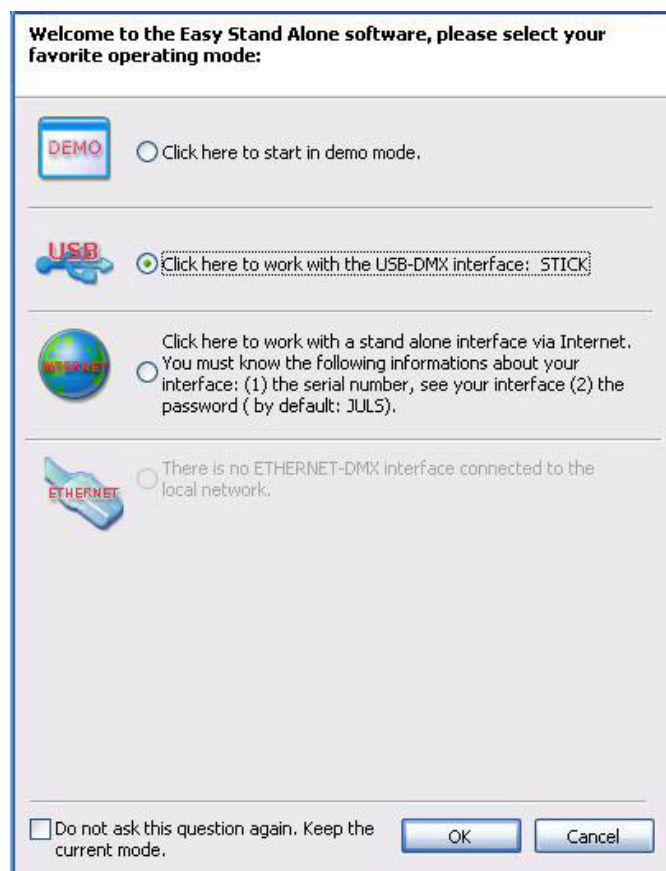 Welcome to the Easy Stand Alone software, please select your
favorite operating mode:
DEMO
Click here to start in demo mode.
USB
Click here to work with the USB-DMX interface: STICK
INTERNET
Click here to work with a stand alone interface via Internet.
You must know the following informations about your
interface: (1) the serial number, see your interface (2) the
password ( by default: JULS).
ETHERNET
There is no ETHERNET-DMX interface connected to the
local network.
Do not ask this question again. Keep the
current mode.
OK
Cancel